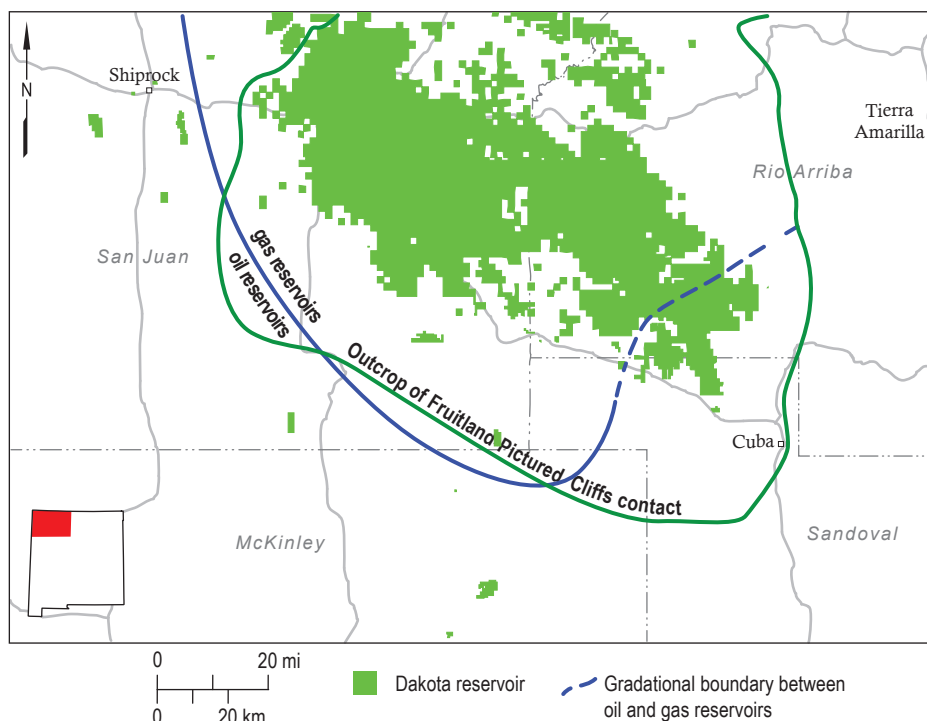 N
Shiprock
Tierra
Amarilla
Rio Arriba
San Juan
gas reservoirs
oil reservoirs
Outcrop of Fruitland Pictured Cliffs contact
Cuba
McKinley
Sandoval
0 20 mi
0 20 km
Dakota reservoir
Gradational boundary between
oil and gas reservoirs